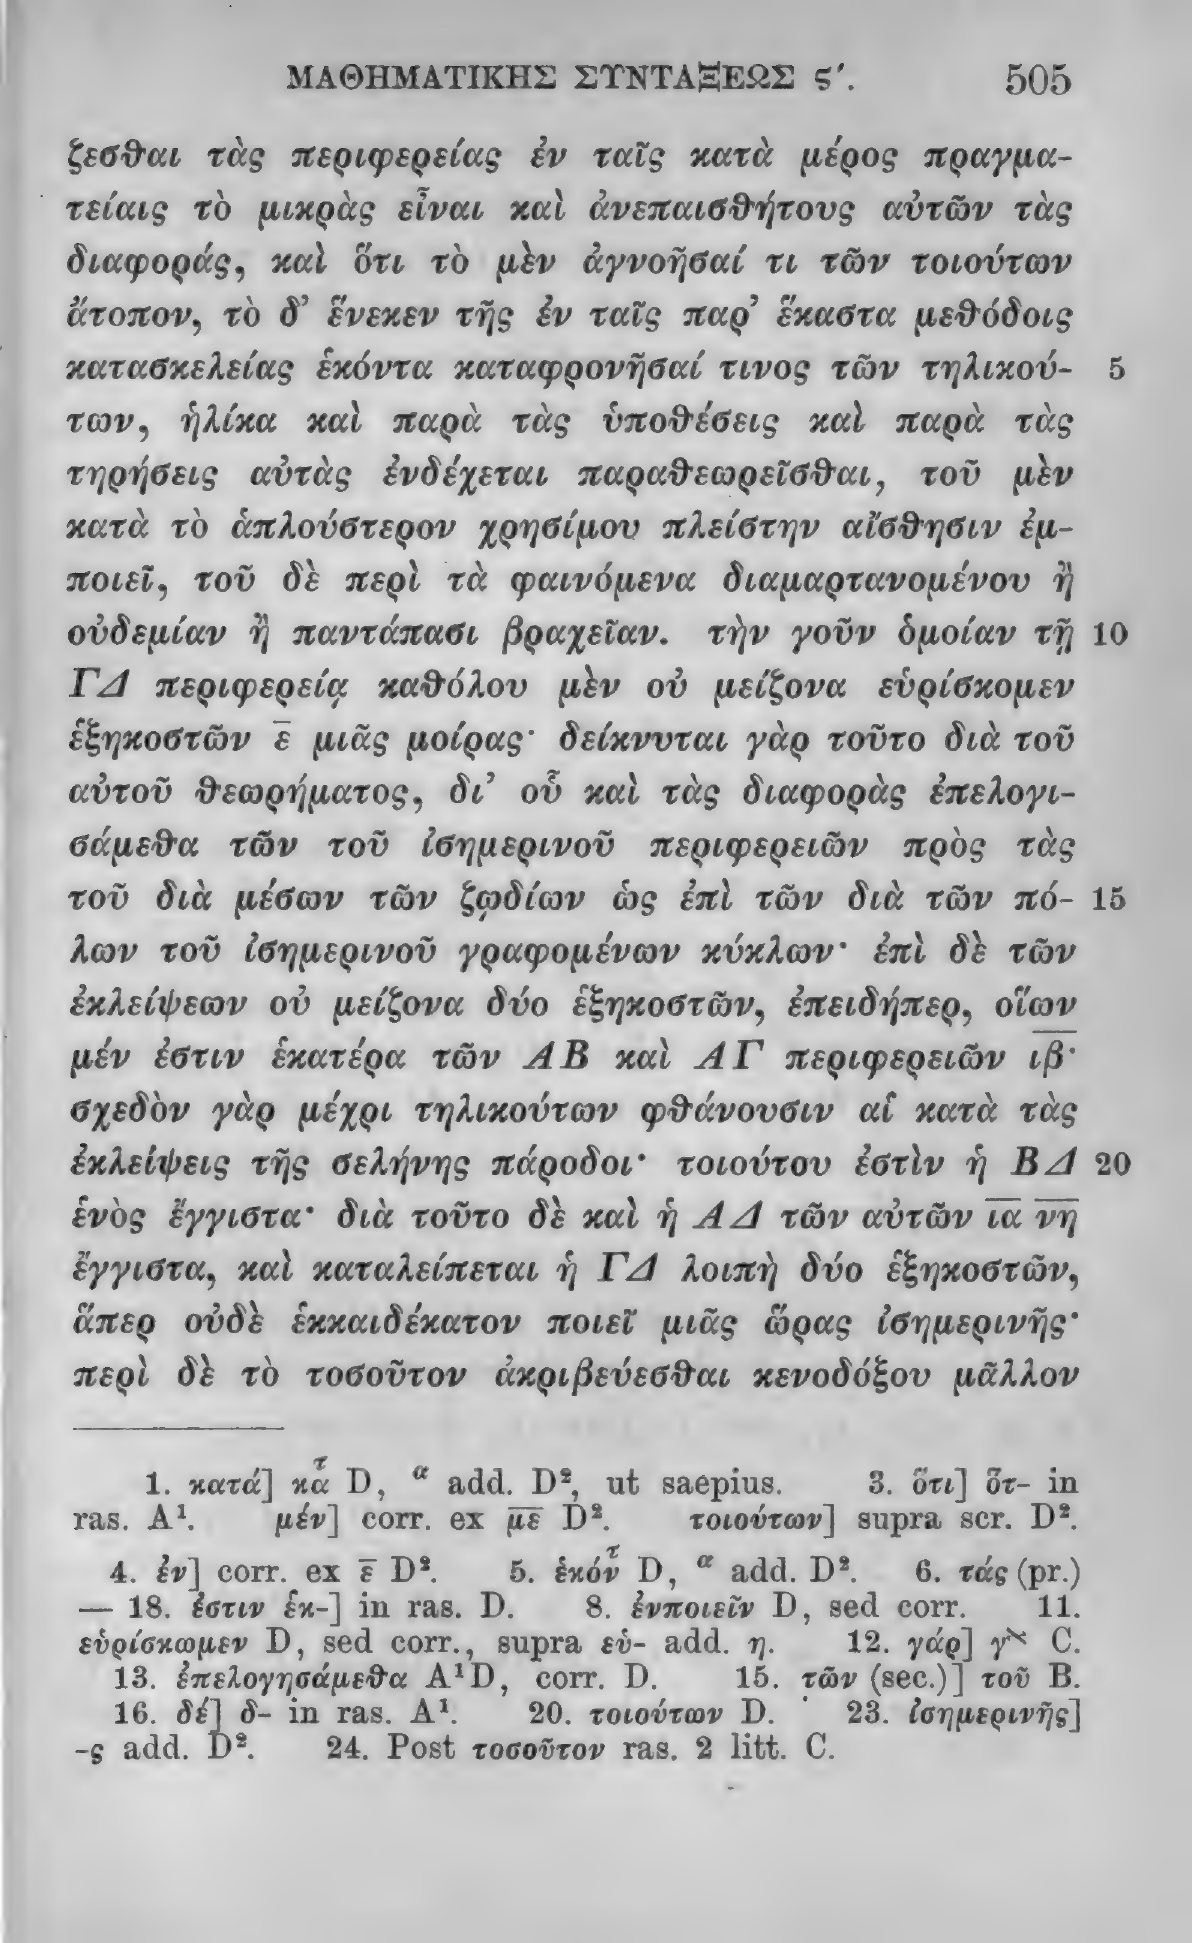 ΜΑΘΗΜΑΤΙΚΗΣ ΣΥΝΤΑΞΕΩΣ ϛʹ. 505
ζεσθαι τὰς περιφερείας ἐν ταῖς κατὰ μέρος πραγμα-
τείαις τὸ μικρὰς εἶναι καὶ ἀνεπαισθήτους αὐτῶν τὰς
διαφοράς, καὶ ὅτι τὸ μὲν ἀγνοῆσαί τι τῶν τοιούτων
ἄτοπον, τὸ δ’ ἕνεκεν τῆς ἐν ταῖς παρ’ ἕκαστα μεθόδοις
κατασκελείας ἑκόντα καταφρονῆσαί τινος τῶν τηλικού- 5
των, ἡλίκα καὶ παρὰ τὰς ὑποθέσεις καὶ παρὰ τὰς
τηρήσεις αὐτὰς ἐνδέχεται παραθεωρεῖσθαι, τοῦ μὲν
κατὰ τὸ ἁπλούστερον χρησίμου πλείστην αἴσθησιν ἐμ-
ποιεῖ, τοῦ δὲ περὶ τὰ φαινόμενα διαμαρτανομένου ἢ
οὐδεμίαν ἢ παντάπασι βραχεῖαν. τὴν γοῦν ὁμοίαν τῇ 10
ΓΔ περιφερείᾳ καθόλου μὲν οὐ μείζονα εὑρίσκομεν
ἑξηκοστῶν ε̅ μιᾶς μοίρας· δείκνυται γὰρ τοῦτο διὰ τοῦ
αὐτοῦ θεωρήματος, δι’ οὗ καὶ τὰς διαφορὰς ἐπελογι-
σάμεθα τῶν τοῦ ἰσημερινοῦ περιφερειῶν πρὸς τὰς
τοῦ διὰ μέσων τῶν ζῳδίων ὡς ἐπὶ τῶν διὰ τῶν πό- 15
λων τοῦ ἰσημερινοῦ γραφομένων κύκλων· ἐπὶ δὲ τῶν
ἐκλείψεων οὐ μείζονα δύο ἑξηκοστῶν, ἐπειδήπερ, οἵων
μέν ἐστιν ἑκατέρα τῶν ΑΒ καὶ ΑΓ περιφερειῶν ι̅β̅·
σχεδὸν γὰρ μέχρι τηλικούτων φθάνουσιν αἱ κατὰ τὰς
ἐκλείψεις τῆς σελήνης πάροδοι· τοιούτου ἐστὶν ἡ ΒΔ 20
ἑνὸς ἔγγιστα· διὰ τοῦτο δὲ καὶ ἡ ΑΔ τῶν αὐτῶν ι̅α̅ ν̅η̅
ἔγγιστα, καὶ καταλείπεται ἡ ΓΔ λοιπὴ δύο ἑξηκοστῶν,
ἅπερ οὐδὲ ἑκκαιδέκατον ποιεῖ μιᾶς ὥρας ἰσημερινῆς·
περὶ δὲ τὸ τοσοῦτον ἀκριβεύεσθαι κενοδόξου μᾶλλον
1. κατά] κα^τ D, ^α add. D², ut saepius. 3. ὅτι] ὅτ- in
ras. A¹. μέν] corr. ex μ̅ε̅ D². τοιούτων] supra scr. D².
4. ἐν] corr. ex ε̅ D². 5. ἑκόν^τ D, ^α add. D². 6. τάς (pr.)
— 18. ἐστιν ἑκ-] in ras. D. 8. ἐνποιεῖν D, sed corr. 11.
εὑρίσκωμεν D, sed corr., supra εὑ- add. η. 12. γάρ] γ^× C.
13. ἐπελογησάμεθα A¹D, corr. D. 15. τῶν (sec.)] τοῦ B.
16. δέ] δ- in ras. A¹. 20. τοιούτων D. 23. ἰσημερινῆς]
-ς add. D². 24. Post τοσοῦτον ras. 2 litt. C.